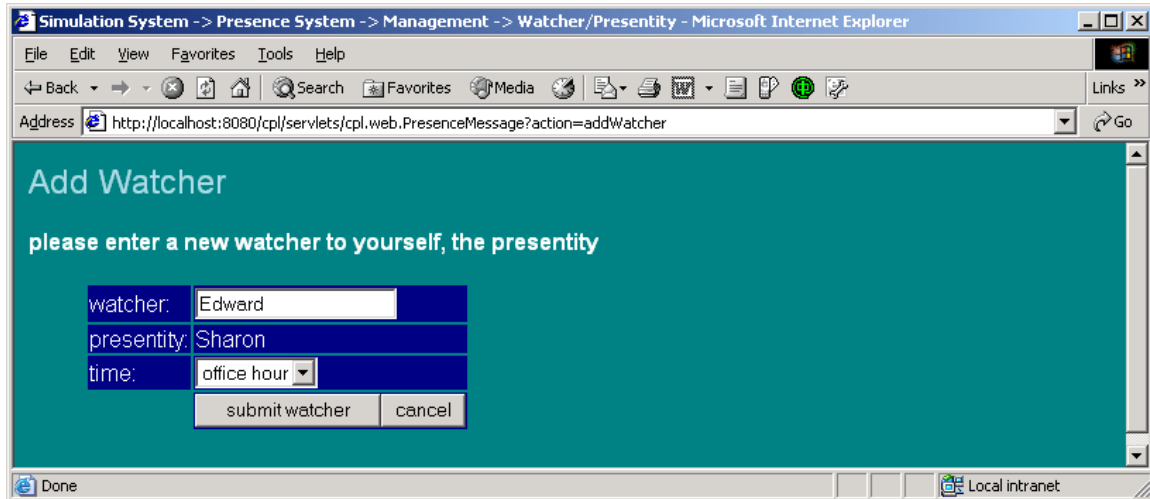 Simulation System -> Presence System -> Management -> Watcher/Presentity - Microsoft Internet Explorer
File Edit View Favorites Tools Help
Back Search Favorites Media Links »
Address http://localhost:8080/cpl/servlets/cpl.web.PresenceMessage?action=addWatcher Go
Add Watcher
please enter a new watcher to yourself, the presentity
watcher: Edward
presentity: Sharon
time: office hour
submit watcher cancel
Done Local intranet